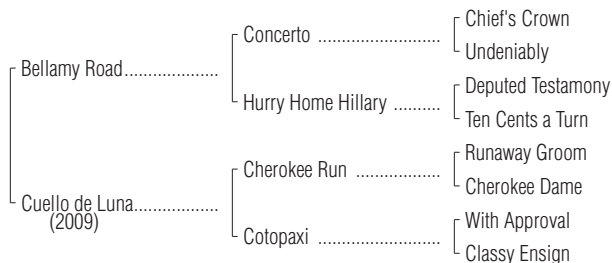 Chief's Crown
Concerto ................................
Undeniably
Bellamy Road.....................
Deputed Testamony
Hurry Home Hillary ............
Ten Cents a Turn
Runaway Groom
Cherokee Run ......................
Cherokee Dame
Cuello de Luna...................
(2009)
With Approval
Cotopaxi ................................
Classy Ensign